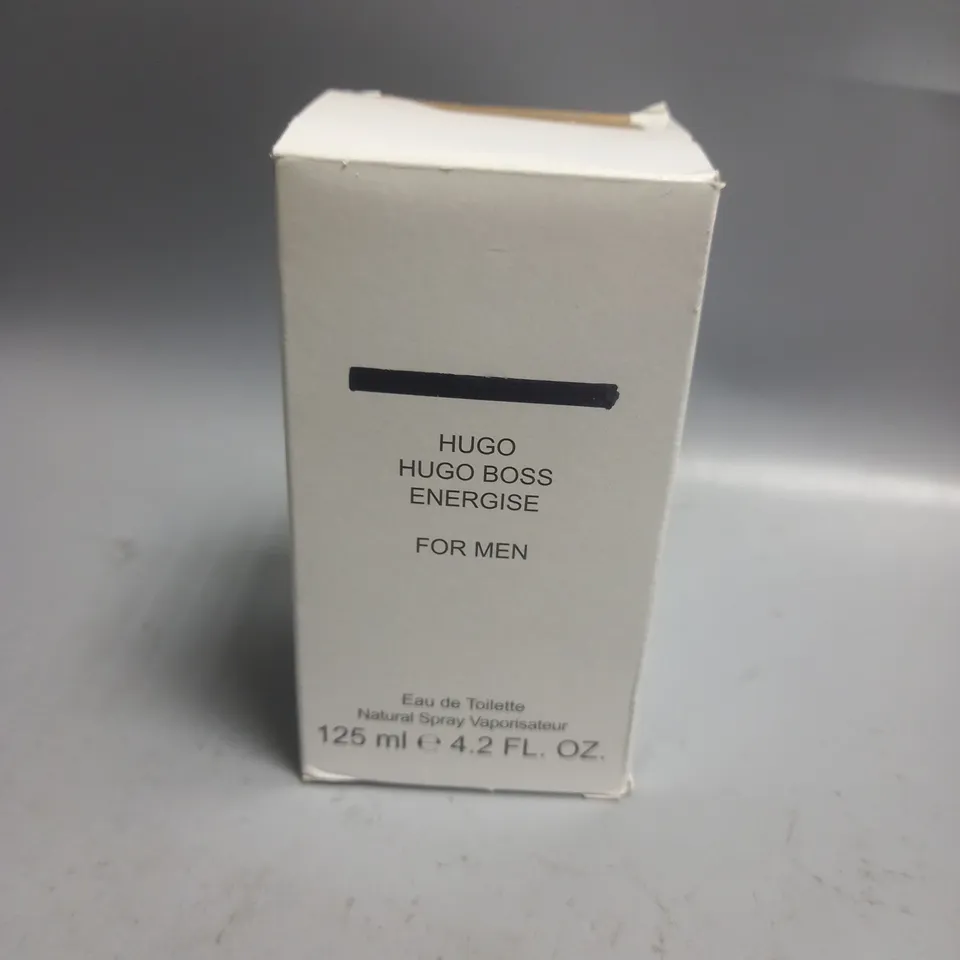 HUGO
HUGO BOSS
ENERGISE
FOR MEN
Eau de Toilette
Natural Spray Vaporisateur
125 ml ℮ 4.2 FL. OZ.